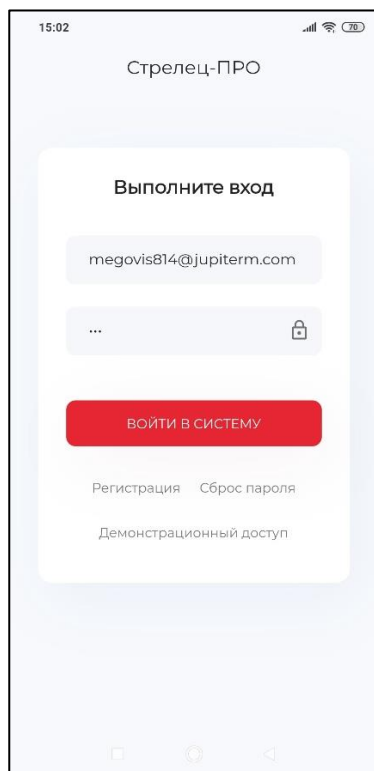 15:02
70
Стрелец-ПРО
Выполните вход
megovis814@jupiterm.com
...
ВОЙТИ В СИСТЕМУ
Регистрация Сброс пароля
Демонстрационный доступ